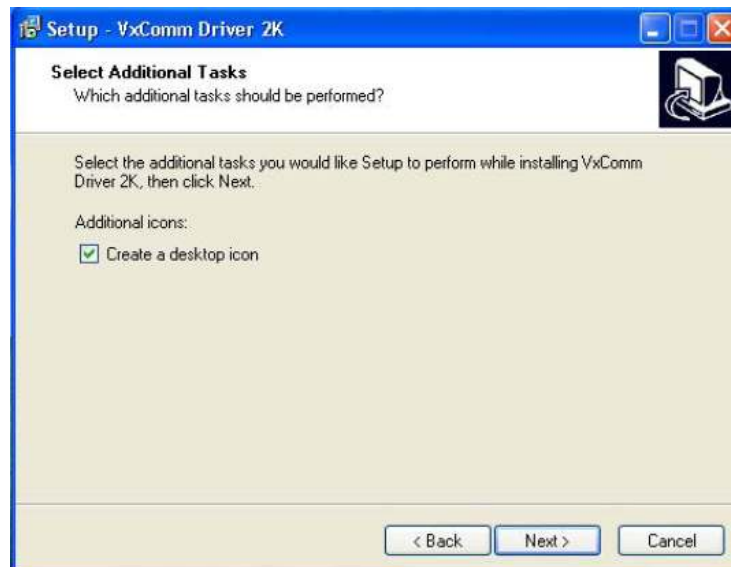 Setup - VxComm Driver 2K
Select Additional Tasks
Which additional tasks should be performed?
Select the additional tasks you would like Setup to perform while installing VxComm
Driver 2K, then click Next.
Additional icons:
Create a desktop icon
< Back Next > Cancel